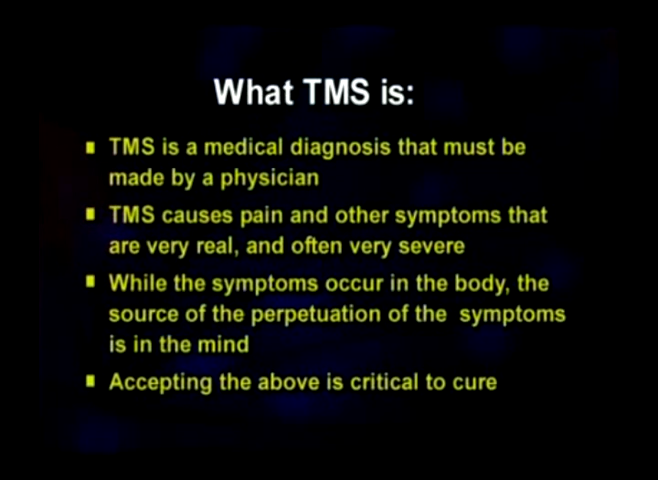 What TMS is:
TMS is a medical diagnosis that must be
made by a physician
TMS causes pain and other symptoms that
are very real, and often very severe
While the symptoms occur in the body, the
source of the perpetuation of the symptoms
is in the mind
Accepting the above is critical to cure